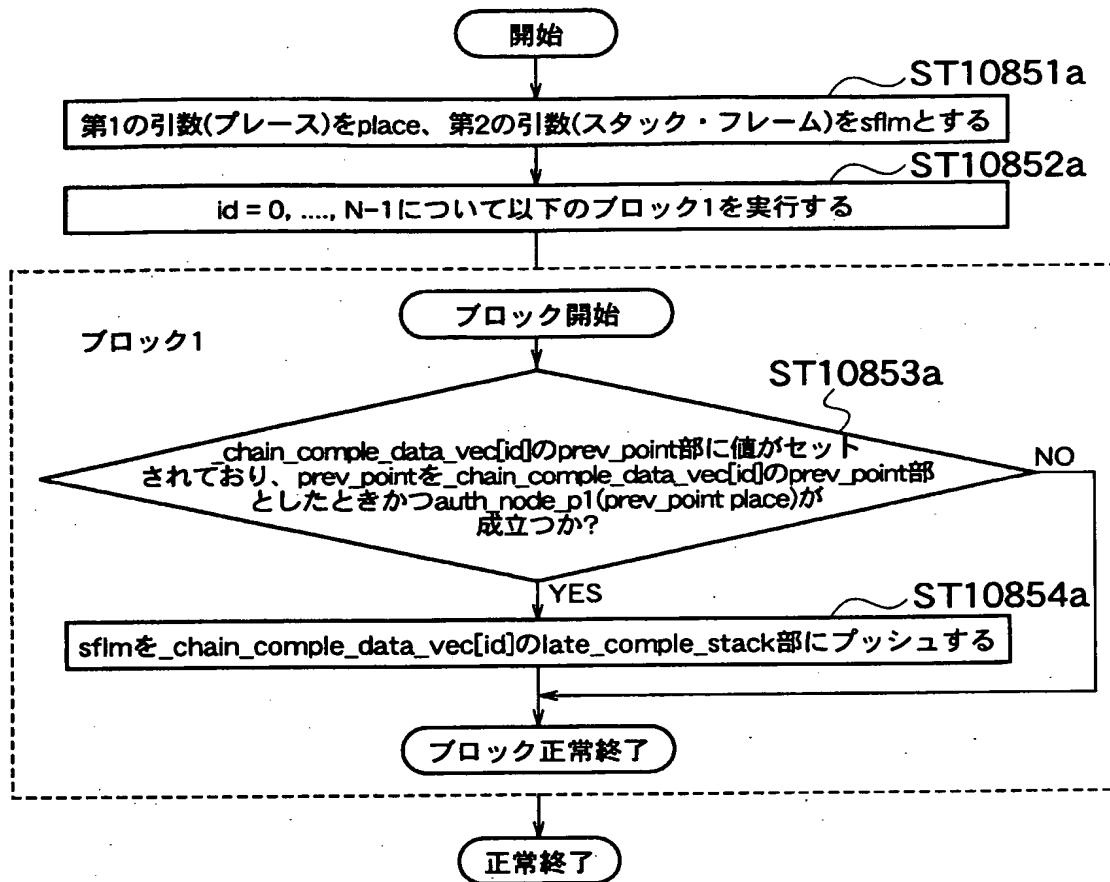 開始
ST10851a
第1の引数(プレース)をplace、第2の引数(スタック・フレーム)をsflmとする
ST10852a
id = 0, ...., N-1について以下のブロック1を実行する
ブロック開始
ブロック1
ST10853a
_chain_comple_data_vec[id]のprev_point部に値がセット
されており、prev_pointを_chain_comple_data_vec[id]のprev_point部
としたときかつauth_node_p1(prev_point place)が
成立つか?
NO
YES
ST10854a
sflmを_chain_comple_data_vec[id]のlate_comple_stack部にプッシュする
ブロック正常終了
正常終了